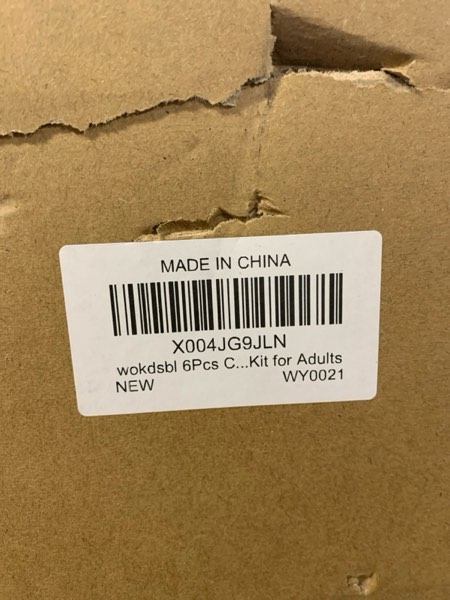 MADE IN CHINA
X004JG9JLN
wokdsbl 6Pcs C...Kit for Adults
NEW WY0021